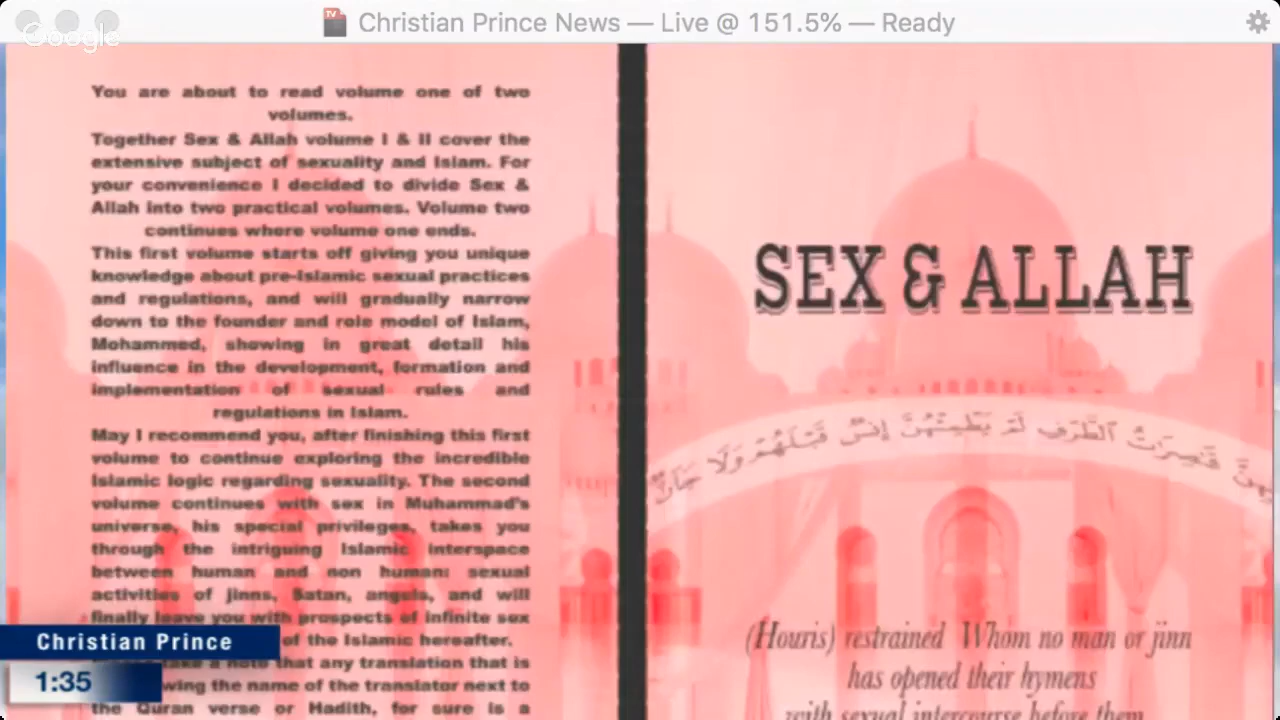 Christian Prince News — Live @ 151.5% — Ready
Google
You are about to read volume one of two
volumes.
Together Sex & Allah volume I & II cover the
extensive subject of sexuality and Islam. For
your convenience I decided to divide Sex &
Allah into two practical volumes. Volume two
continues where volume one ends.
This first volume starts off giving you unique
knowledge about pre-Islamic sexual practices
and regulations, and will gradually narrow
down to the founder and role model of Islam,
Mohammed, showing in great detail his
influence in the development, formation and
implementation of sexual rules and
regulations in Islam.
May I recommend you, after finishing this first
volume to continue exploring the incredible
Islamic logic regarding sexuality. The second
volume continues with sex in Muhammad's
universe, his special privileges, takes you
through the intriguing Islamic interspace
between human and non human: sexual
activities of jinns, Satan, angels, and will
finally leave you with prospects of infinite sex
of the Islamic hereafter.
take a note that any translation that is
the name of the translator next to
the Quran verse or Hadith, for sure is a
SEX & ALLAH
قَـٰصِرَٰتُ ٱلطَّرْفِ لَمْ يَطْمِثْهُنَّ إِنسٌ قَبْلَهُمْ وَلَا جَانٌّ
(Houris) restrained Whom no man or jinn
has opened their hymens
with sexual intercourse before them
Christian Prince
1:35